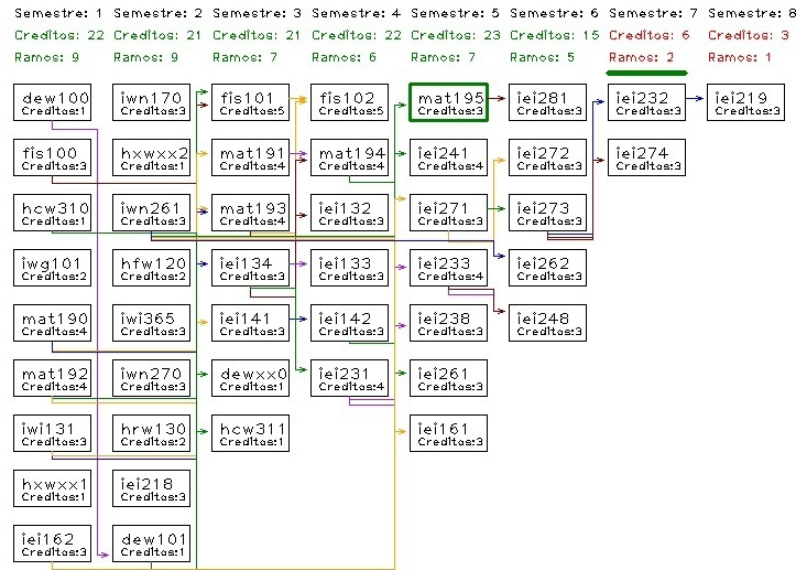 Semestre: 1 Semestre: 2 Semestre: 3 Semestre: 4 Semestre: 5 Semestre: 6 Semestre: 7 Semestre: 8
Creditos: 22 Creditos: 21 Creditos: 21 Creditos: 22 Creditos: 23 Creditos: 15 Creditos: 6 Creditos: 3
Ramos: 9 Ramos: 9 Ramos: 7 Ramos: 6 Ramos: 7 Ramos: 5 Ramos: 2 Ramos: 1
dew100 iwn170 fis101 fis102 mat195 iei281 iei232 iei219
Creditos:1 Creditos:2 Creditos:5 Creditos:5 Creditos:3 Creditos:3 Creditos:3 Creditos:3
fis100 hxwxx2 mat191 mat194 iei241 iei272 iei274
Creditos:3 Creditos:1 Creditos:4 Creditos:4 Creditos:4 Creditos:3 Creditos:3
hcw310 iwn261 mat193 iei132 iei271 iei273
Creditos:1 Creditos:3 Creditos:4 Creditos:3 Creditos:3 Creditos:3
iwg101 hfw120 iei134 iei133 iei233 iei262
Creditos:2 Creditos:2 Creditos:3 Creditos:3 Creditos:4 Creditos:3
mat190 iwi365 iei141 iei142 iei238 iei248
Creditos:4 Creditos:3 Creditos:3 Creditos:3 Creditos:3 Creditos:3
mat192 iwn270 dewxx0 iei231 iei261
Creditos:4 Creditos:3 Creditos:1 Creditos:4 Creditos:3
iwi131 hrw130 hcw311 iei161
Creditos:3 Creditos:2 Creditos:1 Creditos:3
hxwxx1 iei218
Creditos:1 Creditos:3
iei162 dew101
Creditos:3 Creditos:1